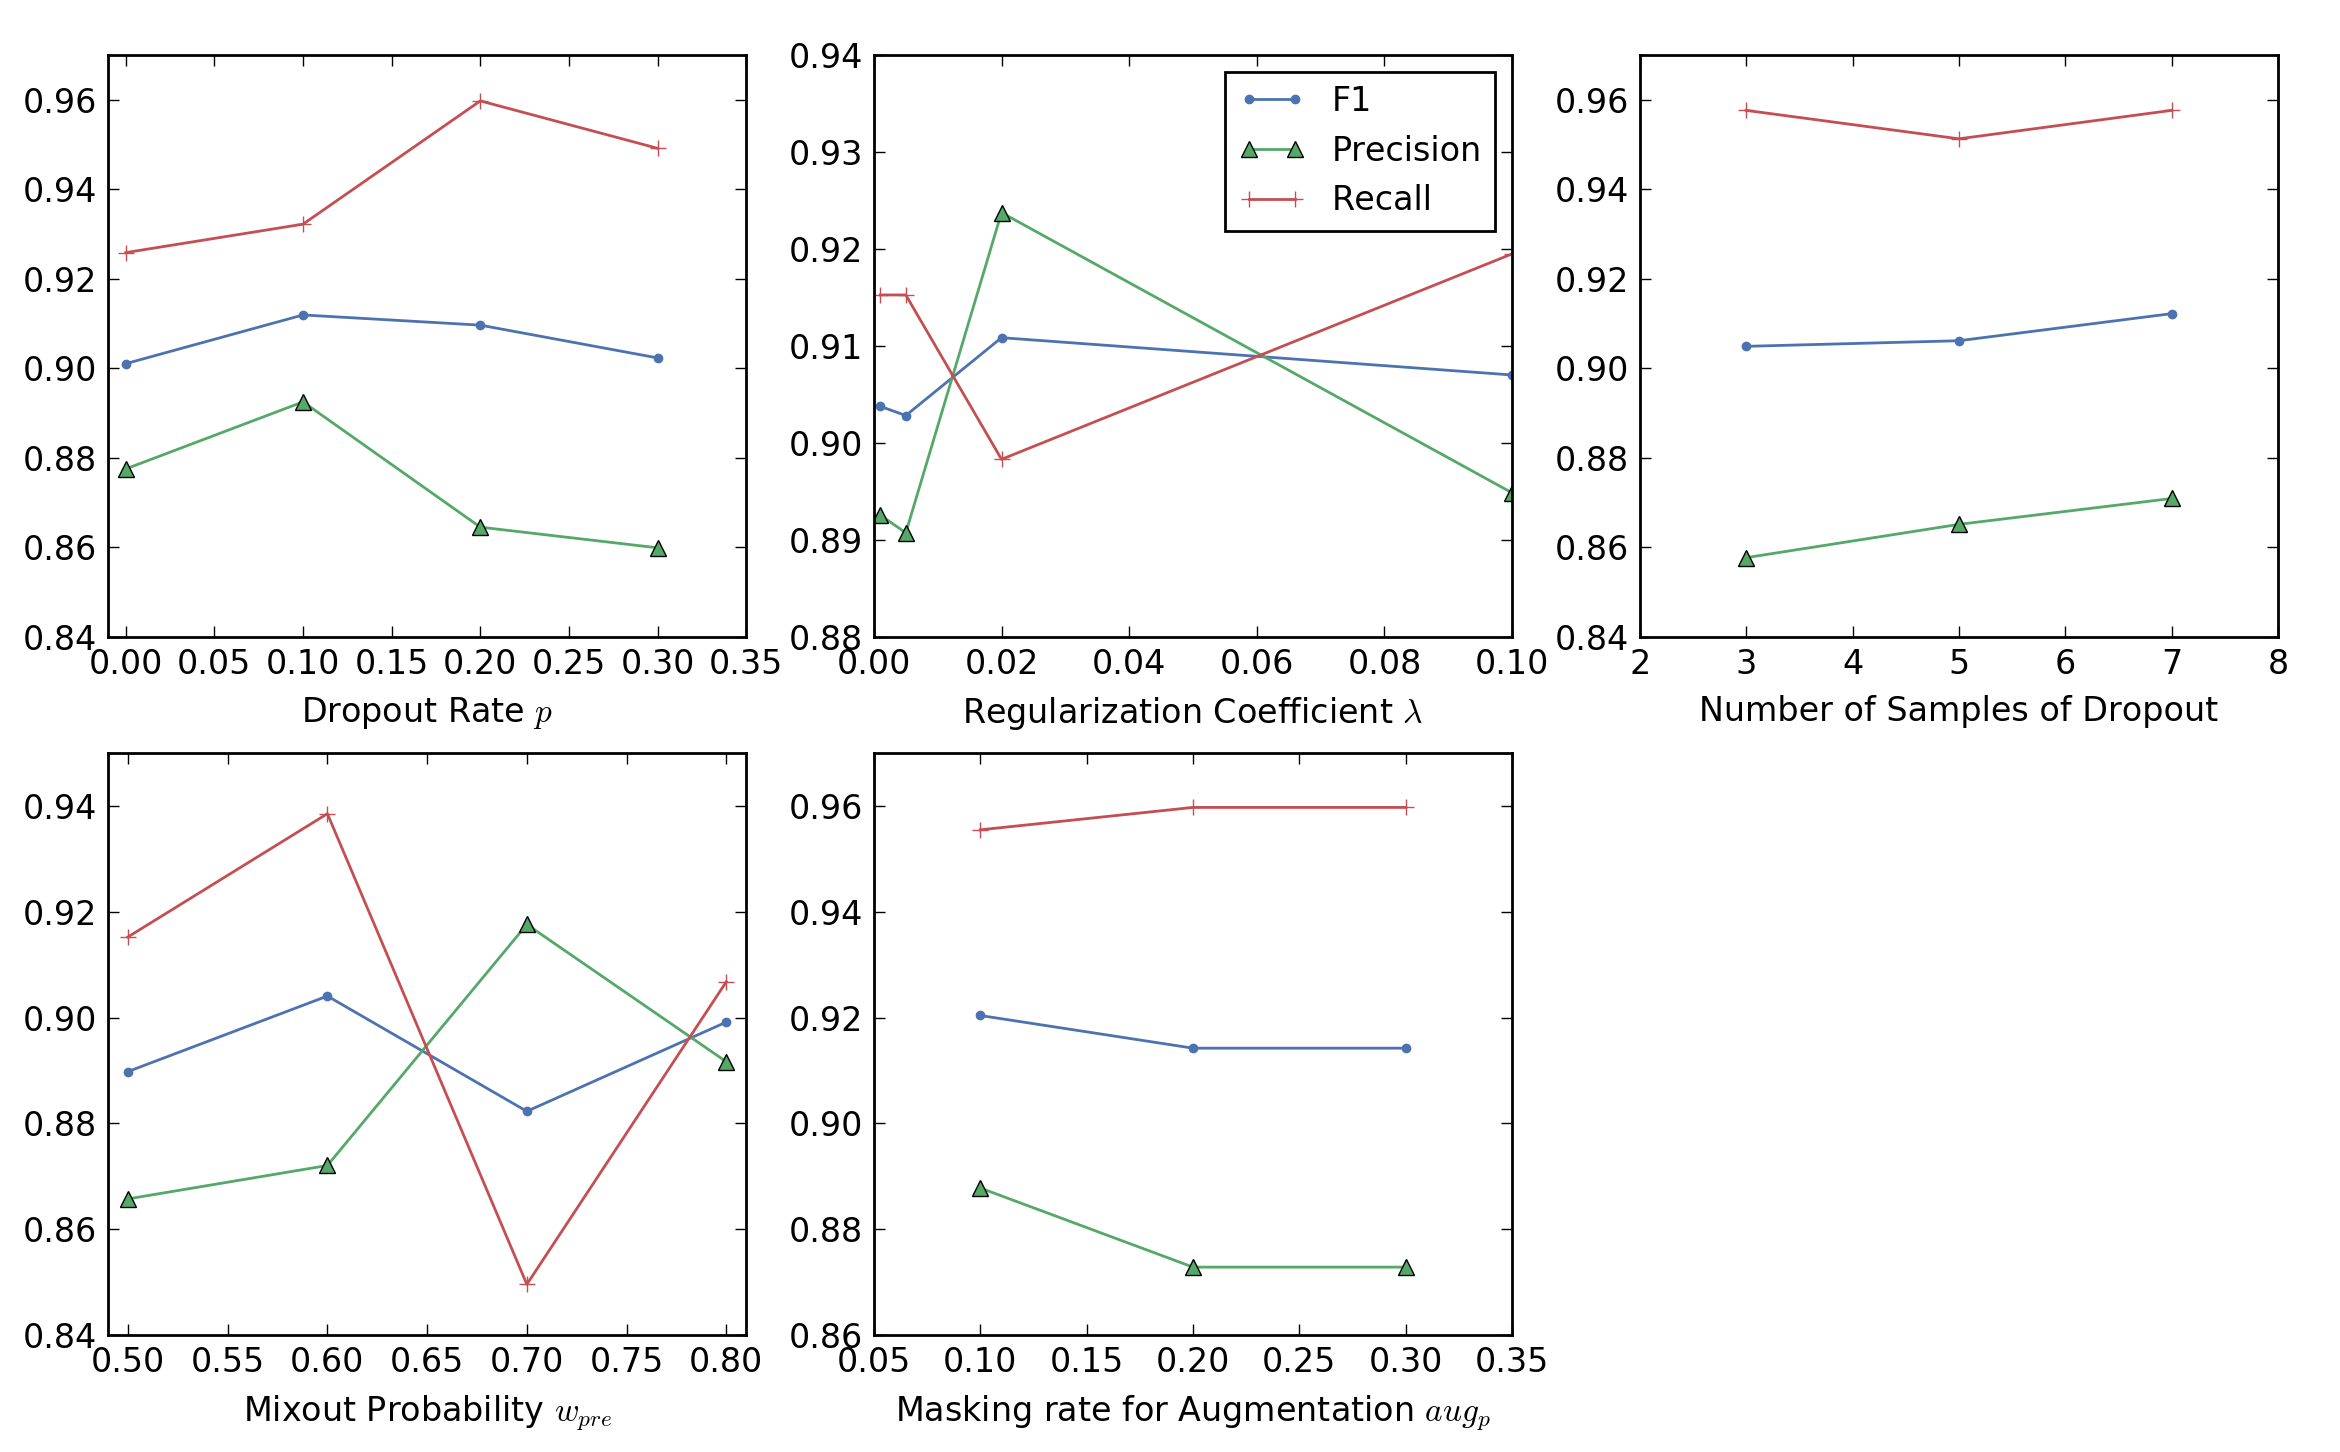 0.96
0.94
0.92
0.90
0.88
0.86
0.84
0.00 0.05 0.10 0.15 0.20 0.25 0.30 0.35
Dropout Rate p
0.94
0.93
0.92
0.91
0.90
0.89
0.88
F1
Precision
Recall
0.00 0.02 0.04 0.06 0.08 0.10
Regularization Coefficient λ
0.96
0.94
0.92
0.90
0.88
0.86
0.84
2 3 4 5 6 7 8
Number of Samples of Dropout
0.94
0.92
0.90
0.88
0.86
0.84
0.50 0.55 0.60 0.65 0.70 0.75 0.80
Mixout Probability w_pre
0.96
0.94
0.92
0.90
0.88
0.86
0.05 0.10 0.15 0.20 0.25 0.30 0.35
Masking rate for Augmentation aug_p